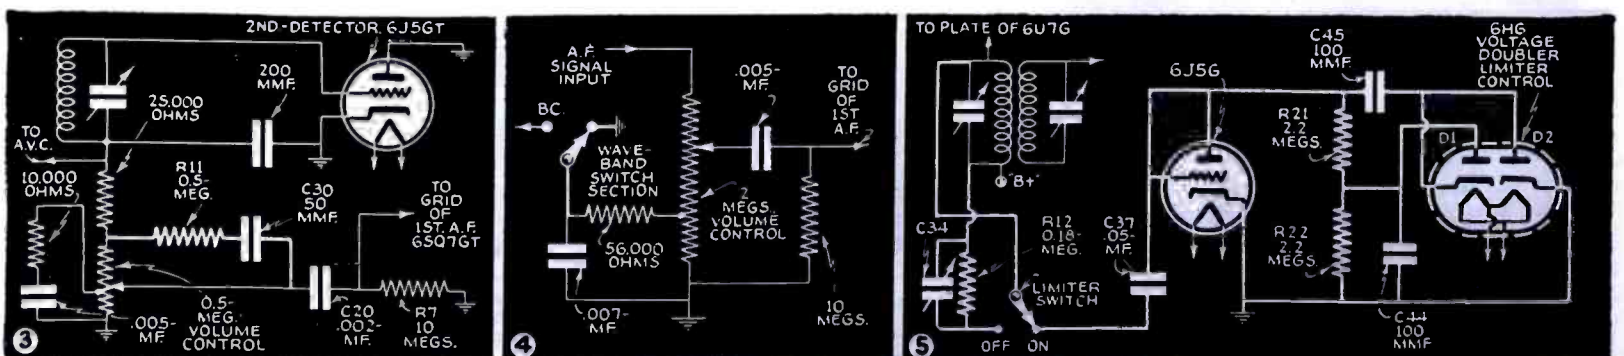 2ND-DETECTOR, 6J5GT
200
MMF.
25,000
OHMS
TO
A.V.C.
10,000
OHMS
R11
0.5-
MEG.
C30
50
MMF.
TO
GRID
OF
1ST. A.F.
6SQ7GT
.005-
MF.
0.5-
MEG.
VOLUME
CONTROL
C20
.002-
MF.
R7
10
MEGS.
3
A.F.
SIGNAL
INPUT
BC.
WAVE-
BAND
SWITCH
SECTION
.005-
MF.
TO
GRID
OF
1ST
A.F.
2
MEGS.
VOLUME
CONTROL
56,000
OHMS
.007-
MF.
10
MEGS.
4
TO PLATE OF 6U7G
"B+"
C34
R12
0.18-
MEG.
LIMITER
SWITCH
OFF ON
C37
.05-
MF.
6J5G
C45
100
MMF.
6H6
VOLTAGE
DOUBLER
LIMITER
CONTROL
R21
2.2
MEGS.
D1
D2
R22
2.2
MEGS.
C44
100
MMF
5